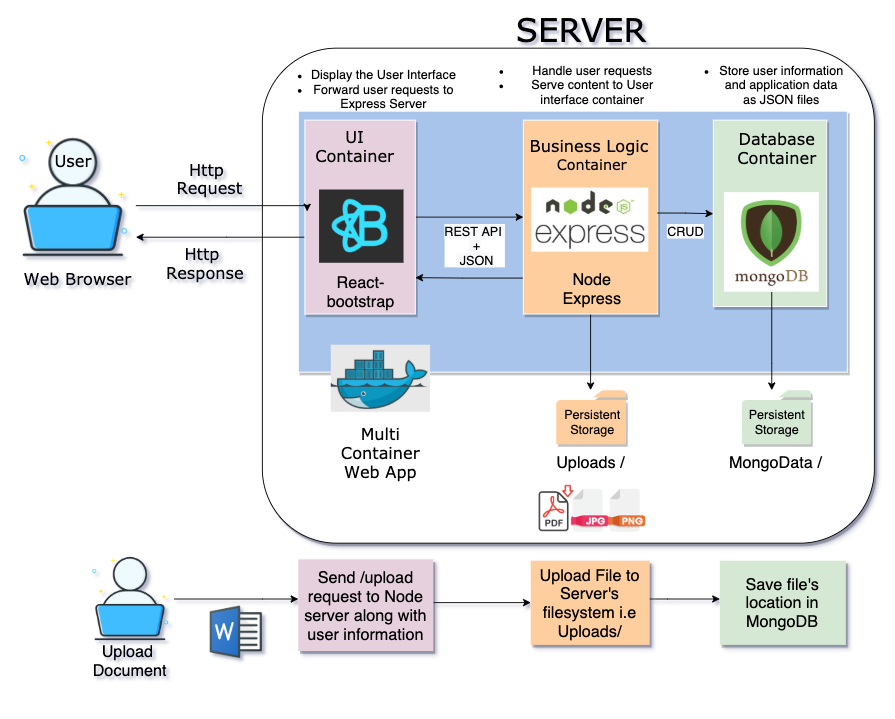 SERVER
• Display the User Interface
• Forward user requests to
Express Server
• Handle user requests
• Serve content to User
interface container
• Store user information
and application data
as JSON files
User
Web Browser
Http
Request
Http
Response
UI
Container
B
React-
bootstrap
REST API
+
JSON
Business Logic
Container
node
JS
express
Node
Express
CRUD
Database
Container
mongoDB
Multi
Container
Web App
Persistent
Storage
Uploads /
Persistent
Storage
MongoData /
PDF
JPG
PNG
Upload
Document
W
Send /upload
request to Node
server along with
user information
Upload File to
Server's
filesystem i.e
Uploads/
Save file's
location in
MongoDB